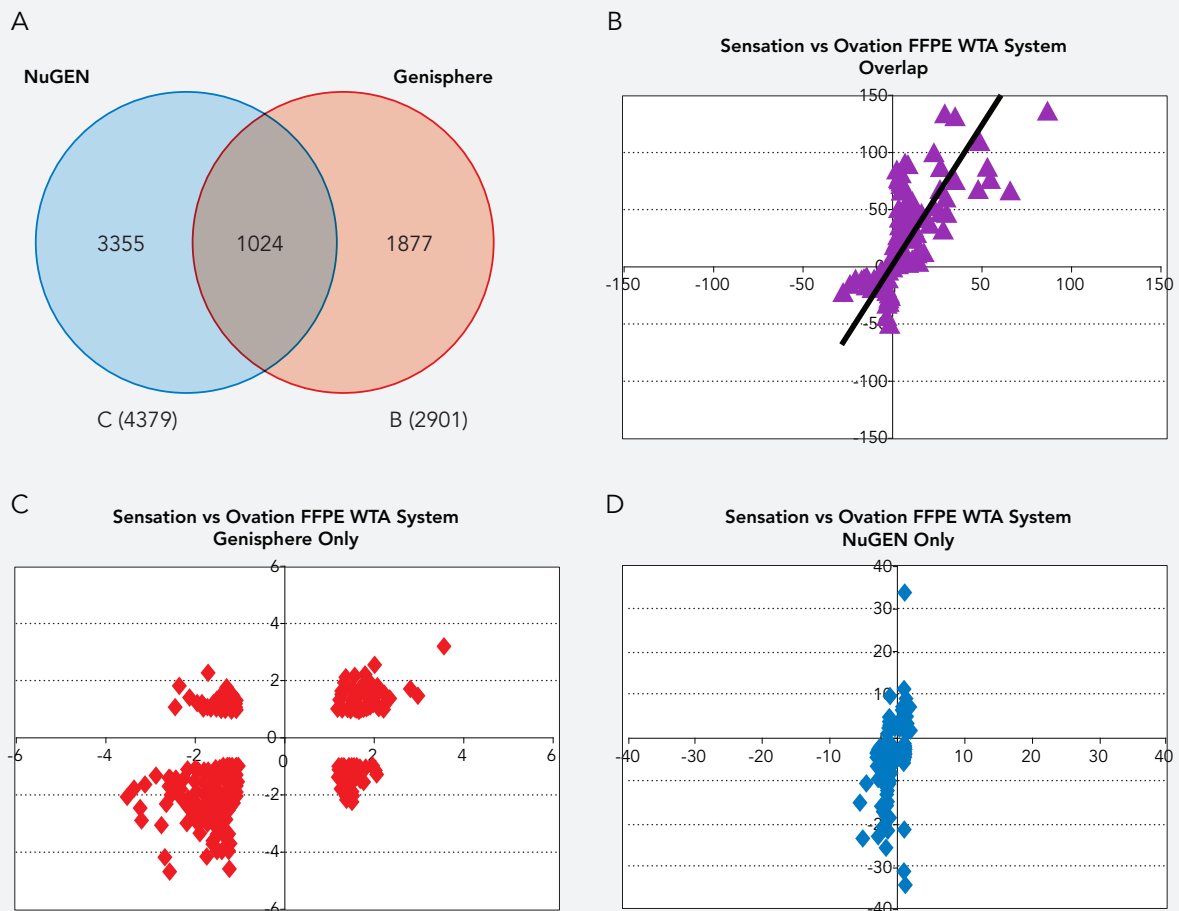 A
NuGEN
Genisphere
3355
1024
1877
C (4379)
B (2901)
B
Sensation vs Ovation FFPE WTA System
Overlap
150
100
50
0
-150 -100 -50 50 100 150
-50
-100
-150
C
Sensation vs Ovation FFPE WTA System
Genisphere Only
6
4
2
0
-6 -4 -2 0 2 4 6
-2
-4
-6
D
Sensation vs Ovation FFPE WTA System
NuGEN Only
40
30
20
10
-40 -30 -20 -10 10 20 30 40
-20
-30
-40